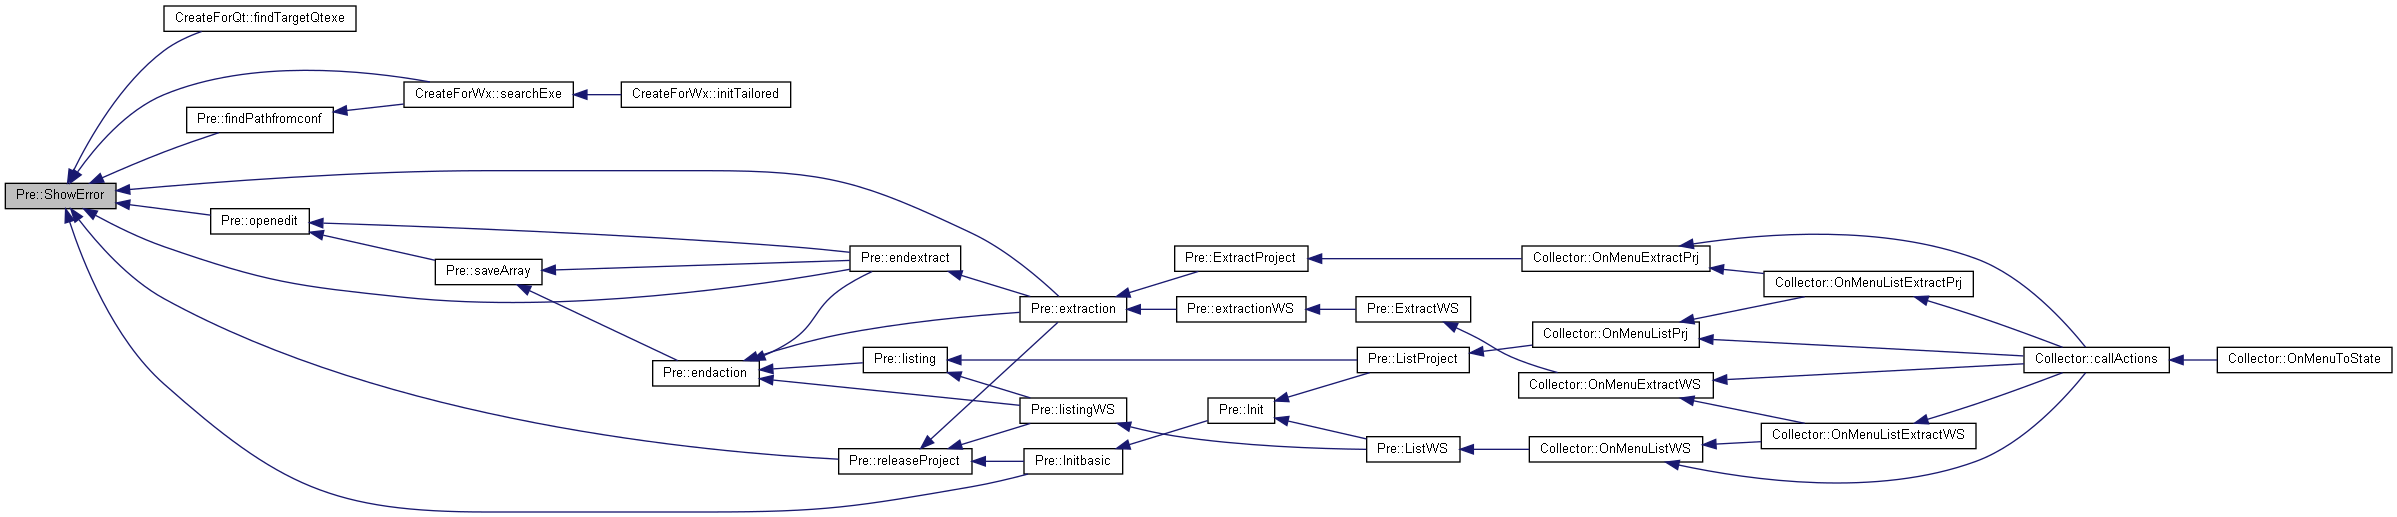 CreateForQt::findTargetQtexe
CreateForWx::searchExe
CreateForWx::initTailored
Pre::findPathfromconf
Pre::ShowError
Pre::openedit
Pre::saveArray
Pre::endextract
Pre::ExtractProject
Collector::OnMenuExtractPrj
Collector::OnMenuListExtractPrj
Pre::extraction
Pre::extractionWS
Pre::ExtractWS
Collector::OnMenuListPrj
Pre::endaction
Pre::listing
Pre::ListProject
Collector::callActions
Collector::OnMenuToState
Collector::OnMenuExtractWS
Pre::listingWS
Pre::Init
Collector::OnMenuListExtractWS
Pre::releaseProject
Pre::Initbasic
Pre::ListWS
Collector::OnMenuListWS